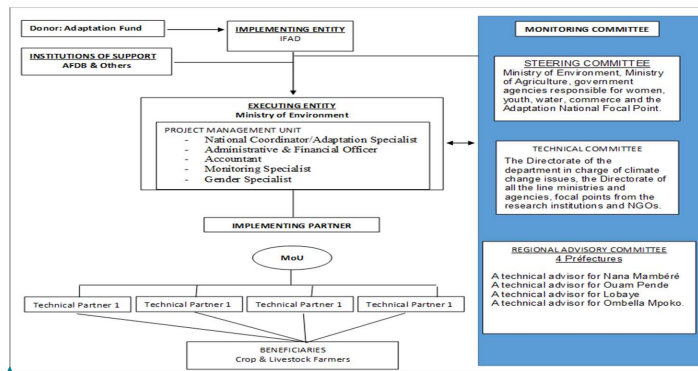 Donor: Adaptation Fund
IMPLEMENTING ENTITY
IFAD
INSTITUTIONS OF SUPPORT
AFDB & Others
EXECUTING ENTITY
Ministry of Environment
PROJECT MANAGEMENT UNIT
- National Coordinator/Adaptation Specialist
- Administrative & Financial Officer
- Accountant
- Monitoring Specialist
- Gender Specialist
IMPLEMENTING PARTNER
MoU
Technical Partner 1
Technical Partner 1
Technical Partner 1
Technical Partner 1
BENEFICIARIES
Crop & Livestock Farmers
MONITORING COMMITTEE
STEERING COMMITTEE
Ministry of Environment, Ministry
of Agriculture, government
agencies responsible for women,
youth, water, commerce and the
Adaptation National Focal Point.
TECHNICAL COMMITTEE
The Directorate of the
department in charge of climate
change issues, the Directorate of
all the line ministries and
agencies, focal points from the
research institutions and NGOs.
REGIONAL ADVISORY COMMITTEE
4 Préfectures
A technical advisor for Nana Mambéré
A technical advisor for Ouam Pende
A technical advisor for Lobaye
A technical advisor for Ombella Mpoko.